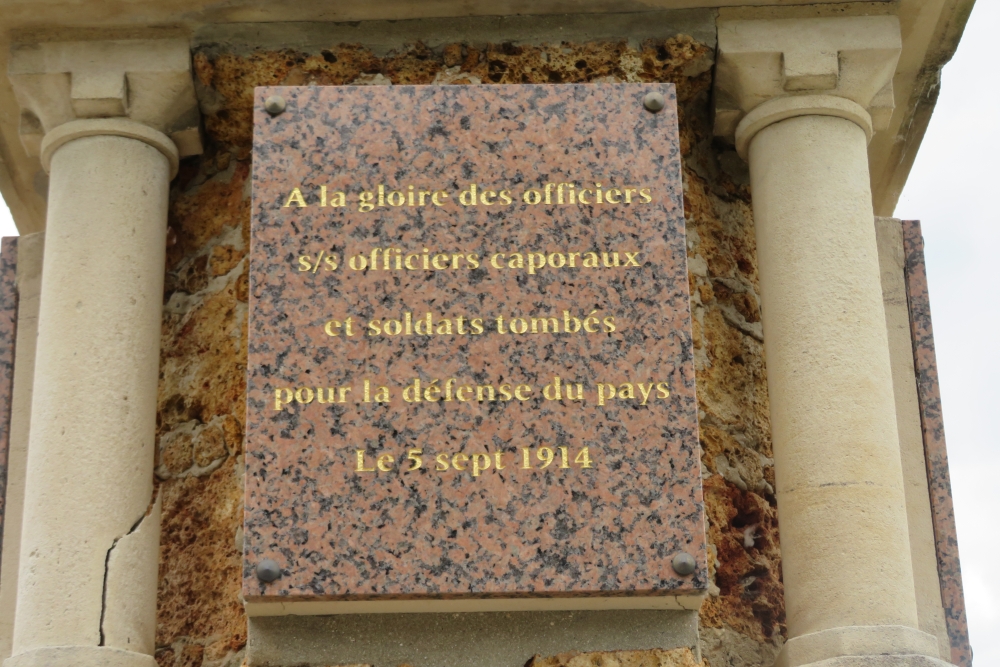 A la gloire des officiers
s/s officiers caporaux
et soldats tombés
pour la défense du pays
Le 5 sept 1914